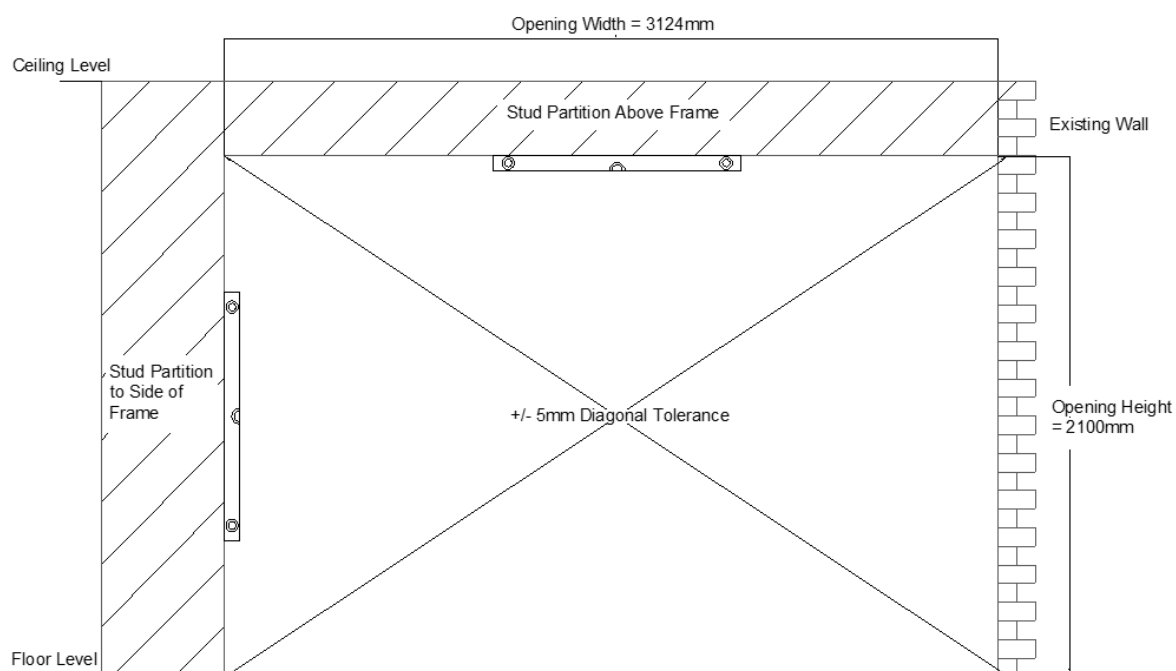 Opening Width = 3124mm
Ceiling Level
Stud Partition Above Frame
Existing Wall
Stud Partition
to Side of
Frame
+/- 5mm Diagonal Tolerance
Opening Height
= 2100mm
Floor Level